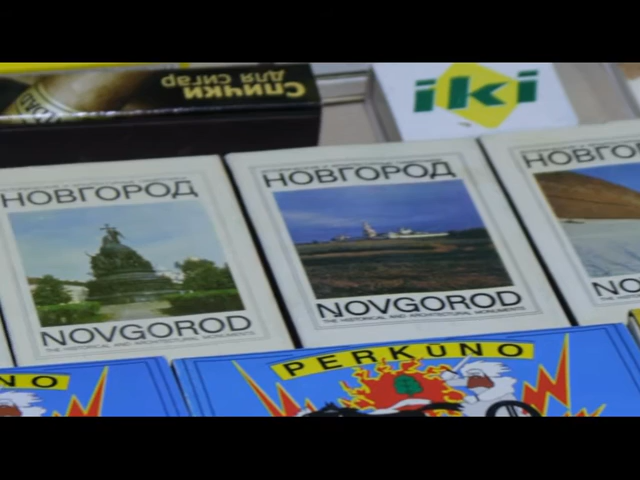 Спички
для сигар
iki
НОВГОРОД
НОВГОРОД
НОВГОРОД
NOVGOROD
THE HISTORICAL AND ARCHITECTURAL MONUMENTS
NOVGOROD
THE HISTORICAL AND ARCHITECTURAL MONUMENTS
NOV
PERKŪNO